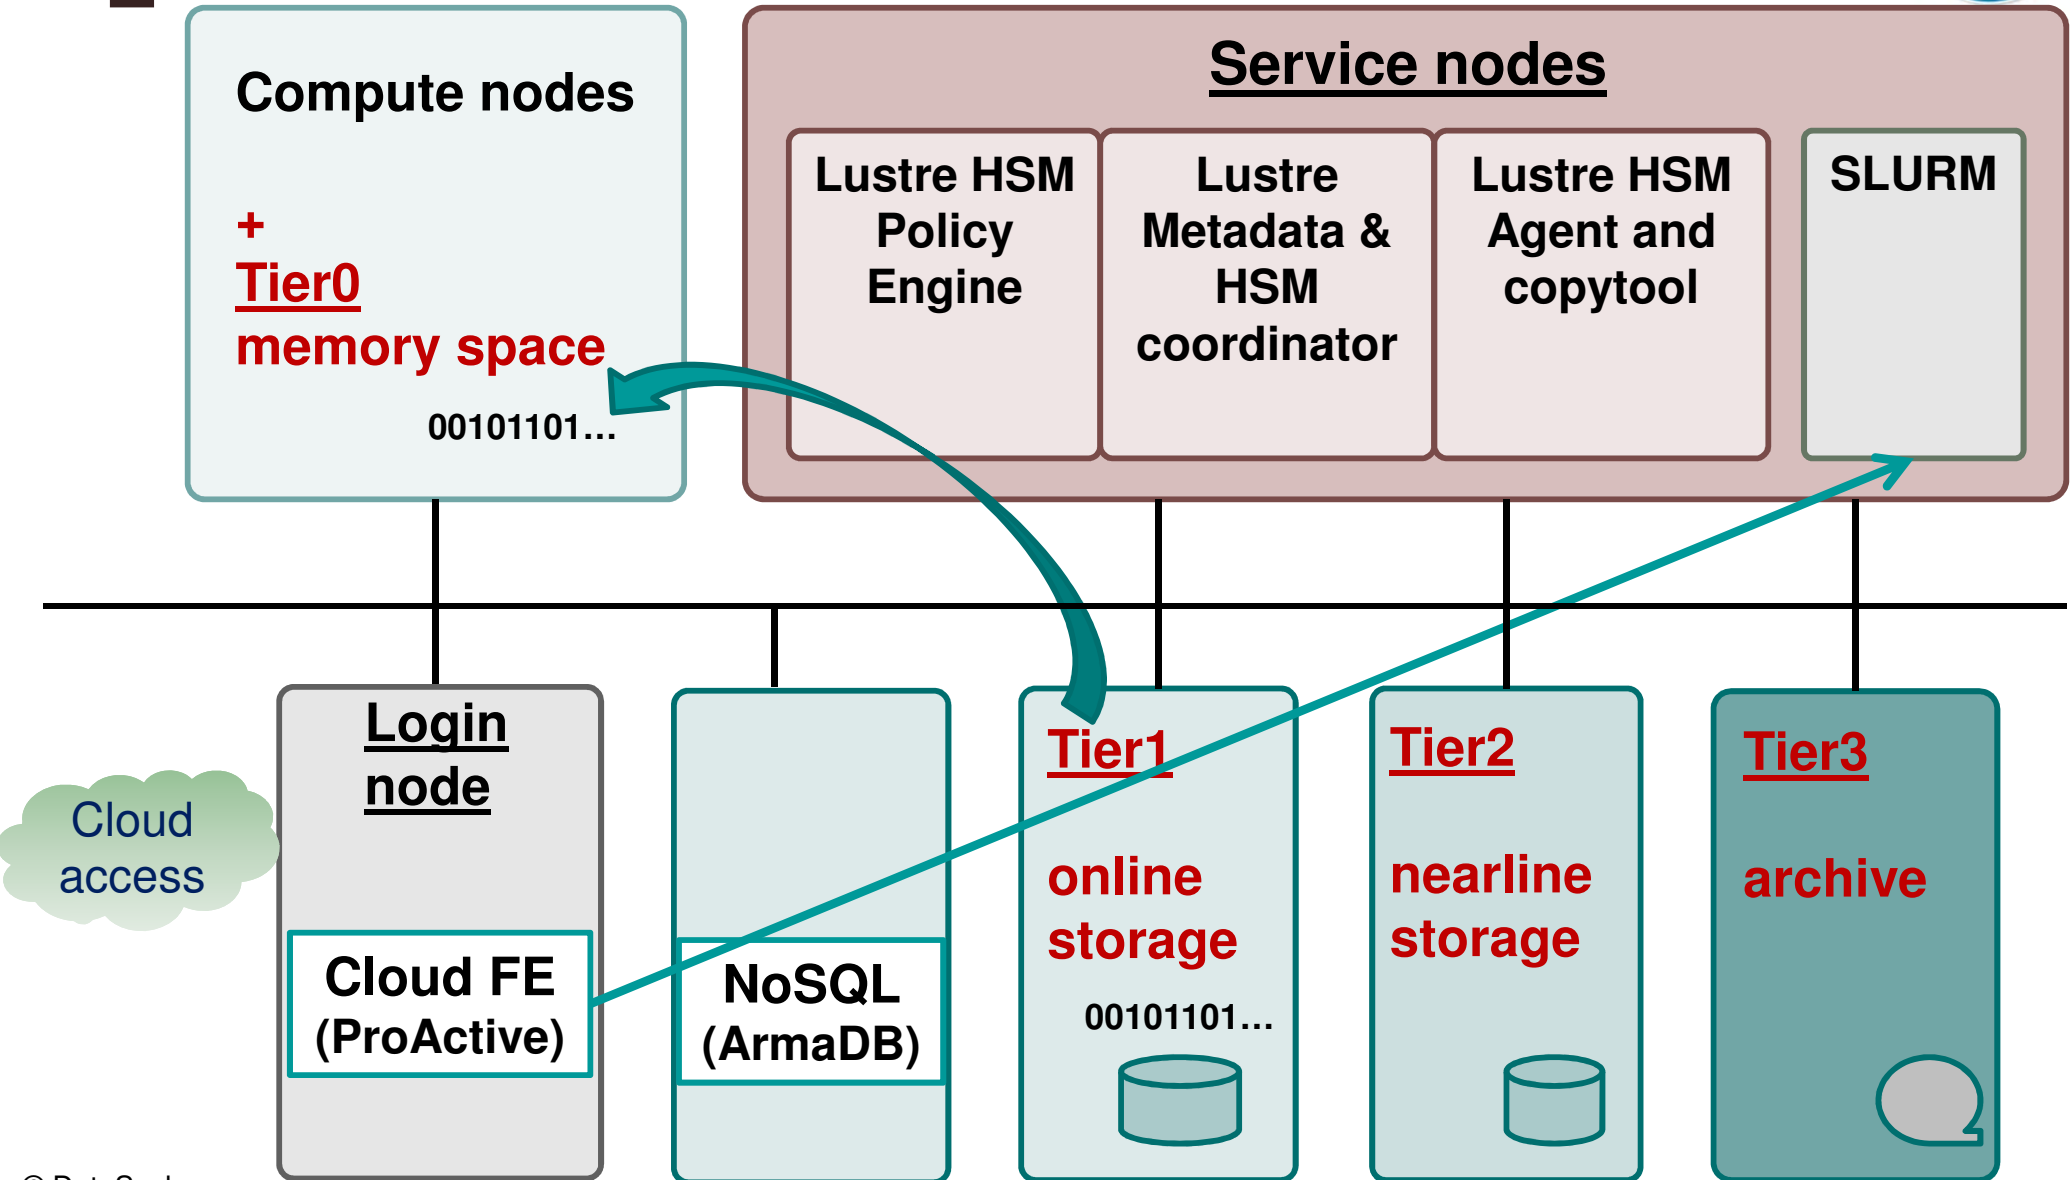 Compute nodes
+
Tier0
memory space
00101101...
Service nodes
Lustre HSM
Policy
Engine
Lustre
Metadata &
HSM
coordinator
Lustre HSM
Agent and
copytool
SLURM
Cloud
access
Login
node
Cloud FE
(ProActive)
NoSQL
(ArmaDB)
Tier1
online
storage
00101101...
Tier2
nearline
storage
Tier3
archive